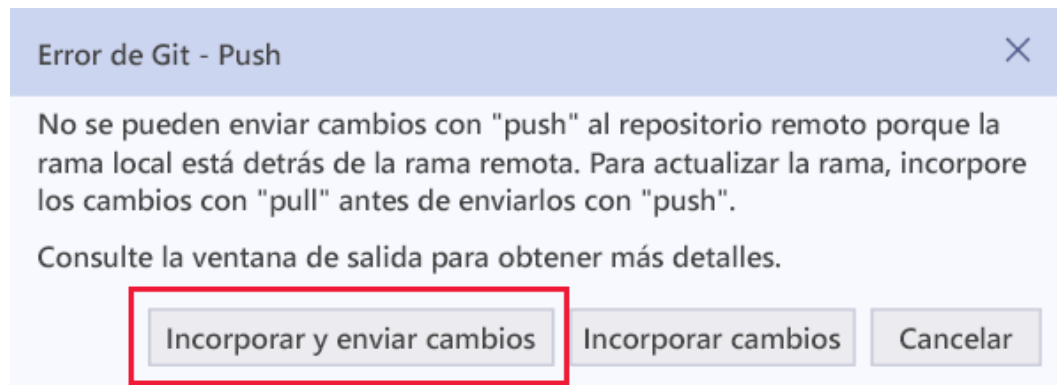 Error de Git - Push
No se pueden enviar cambios con "push" al repositorio remoto porque la
rama local está detrás de la rama remota. Para actualizar la rama, incorpore
los cambios con "pull" antes de enviarlos con "push".
Consulte la ventana de salida para obtener más detalles.
Incorporar y enviar cambios Incorporar cambios Cancelar